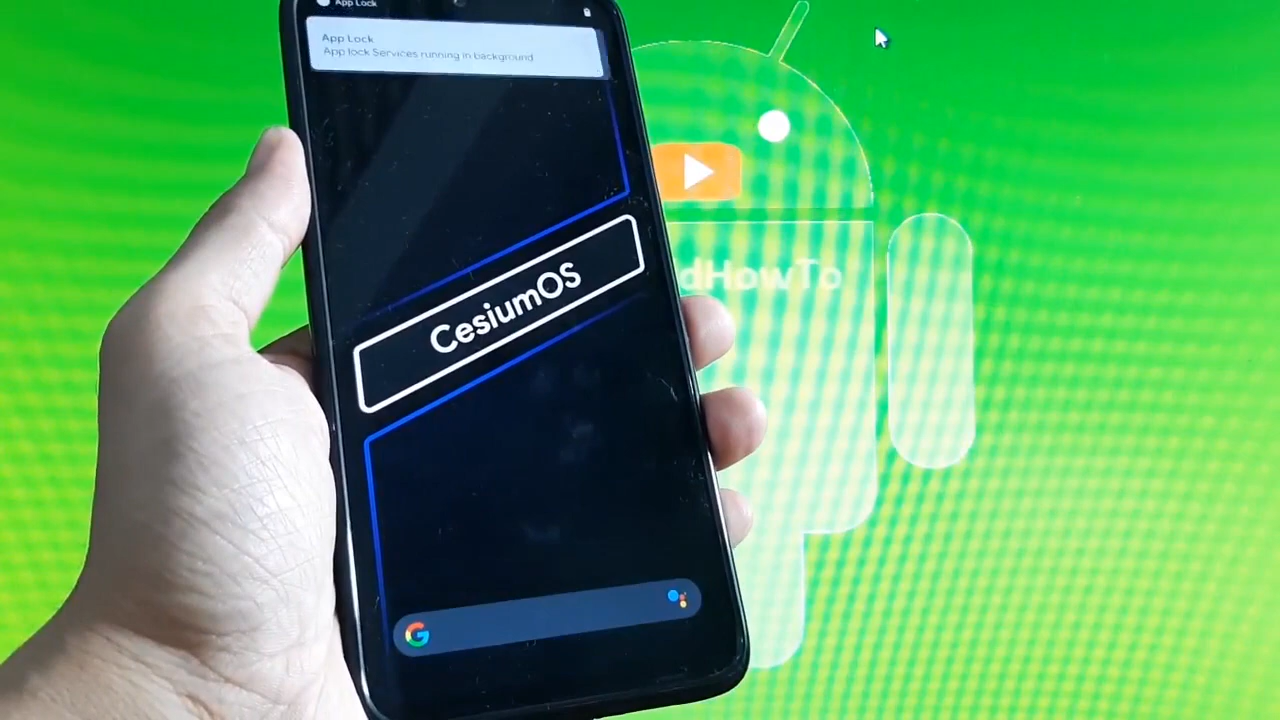 App Lock
App Lock
App lock Services running in background
CesiumOS
dHowTo